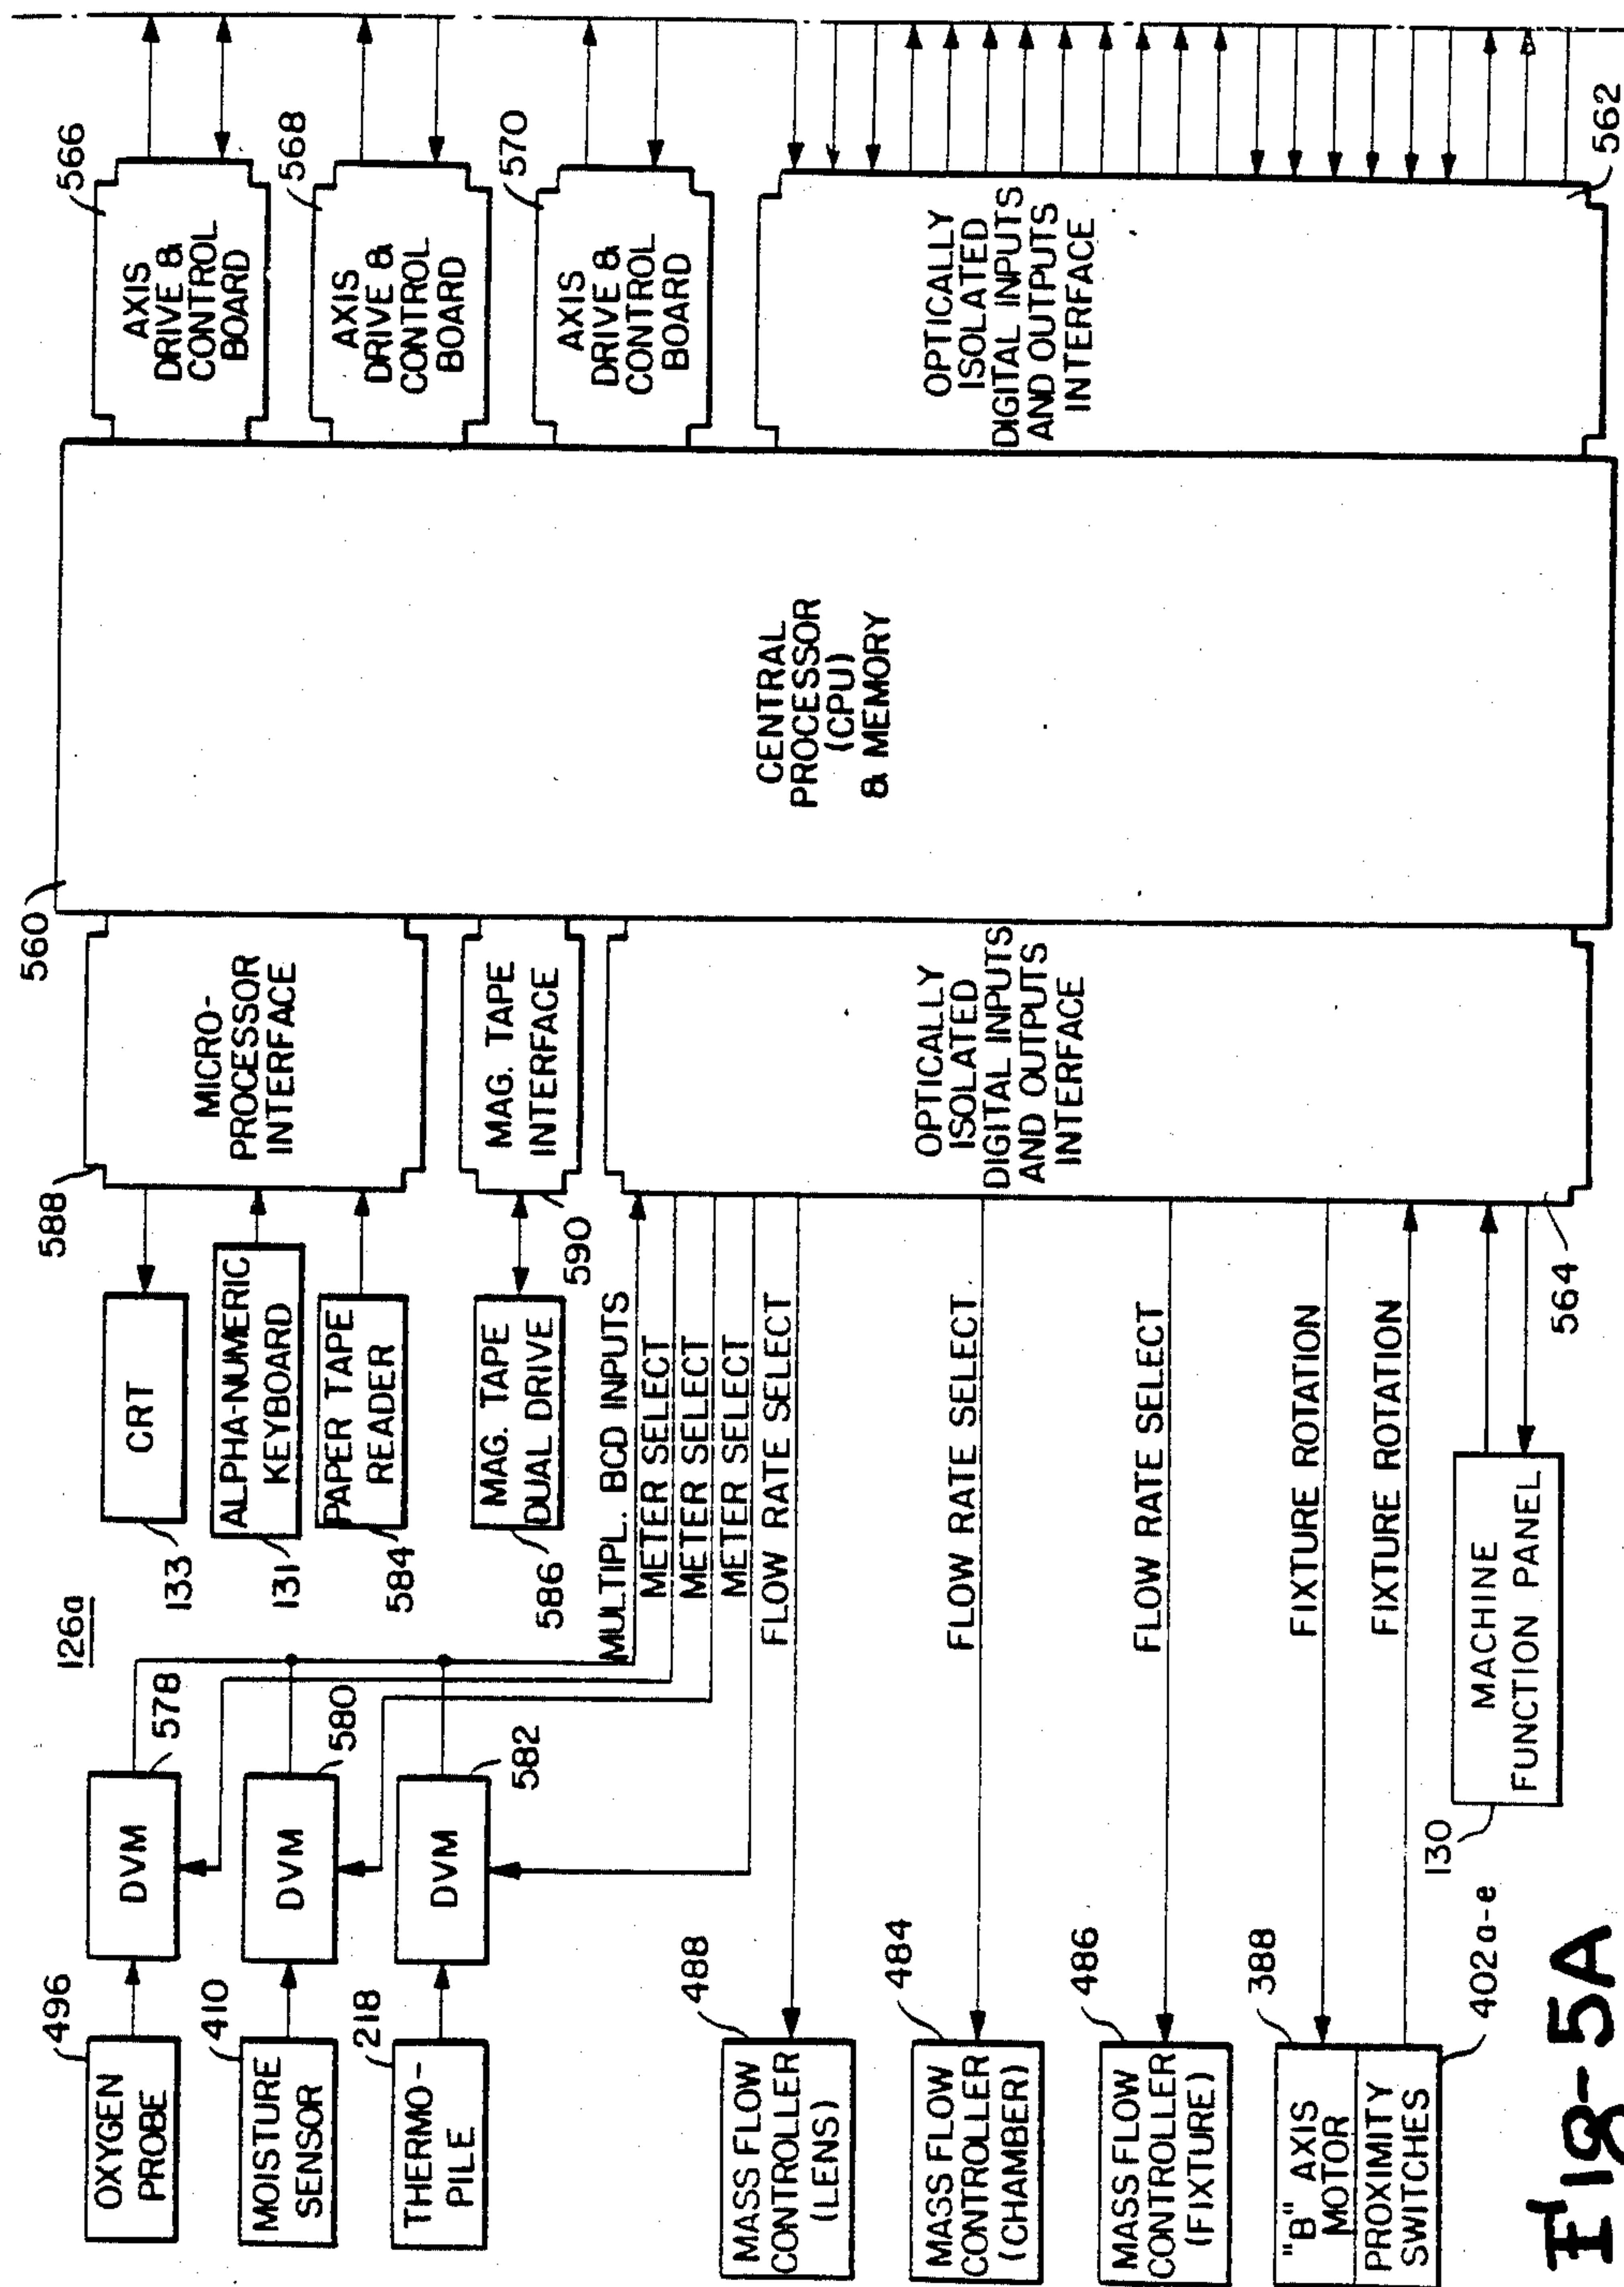 126a
496
OXYGEN
PROBE
DVM
578
410
MOISTURE
SENSOR
DVM
580
218
THERMO-
PILE
DVM
582
CRT
133
ALPHA-NUMERIC
KEYBOARD
131
PAPER TAPE
READER
584
MAG. TAPE
DUAL DRIVE
586
588
MICRO-
PROCESSOR
INTERFACE
MAG. TAPE
INTERFACE
590
MULTIPL. BCD INPUTS
METER SELECT
METER SELECT
METER SELECT
FLOW RATE SELECT
488
MASS FLOW
CONTROLLER
(LENS)
FLOW RATE SELECT
484
MASS FLOW
CONTROLLER
(CHAMBER)
FLOW RATE SELECT
486
MASS FLOW
CONTROLLER
(FIXTURE)
FIXTURE ROTATION
388
"B" AXIS
MOTOR
FIXTURE ROTATION
PROXIMITY
SWITCHES
402a-e
130
MACHINE
FUNCTION PANEL
OPTICALLY
ISOLATED
DIGITAL INPUTS
AND OUTPUTS
INTERFACE
564
560
CENTRAL
PROCESSOR
(CPU)
& MEMORY
566
AXIS
DRIVE &
CONTROL
BOARD
568
AXIS
DRIVE &
CONTROL
BOARD
570
AXIS
DRIVE &
CONTROL
BOARD
OPTICALLY
ISOLATED
DIGITAL INPUTS
AND OUTPUTS
INTERFACE
562
Fig-5A